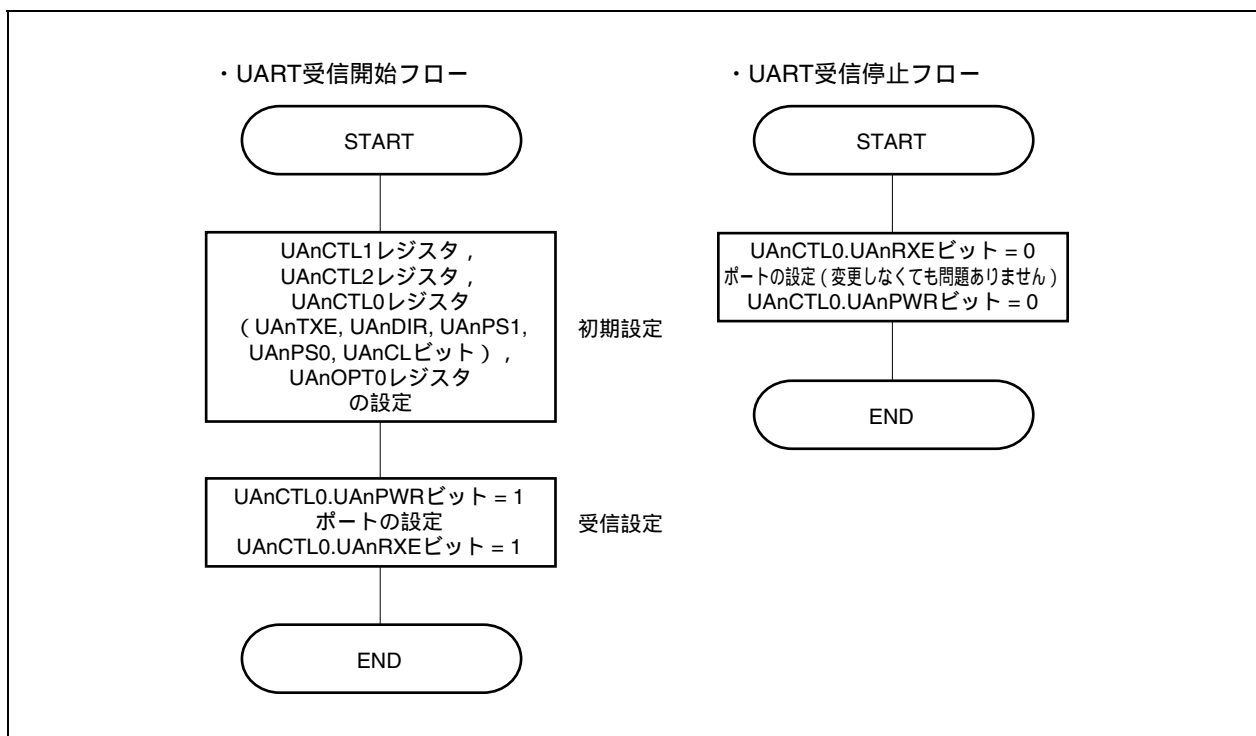 ・UART受信開始フロー
START
UAnCTL1レジスタ，
UAnCTL2レジスタ，
UAnCTL0レジスタ
（UAnTXE, UAnDIR, UAnPS1,
UAnPS0, UAnCLビット），
UAnOPT0レジスタ
の設定
初期設定
UAnCTL0.UAnPWRビット = 1
ポートの設定
UAnCTL0.UAnRXEビット = 1
受信設定
END
・UART受信停止フロー
START
UAnCTL0.UAnRXEビット = 0
ポートの設定（変更しなくても問題ありません）
UAnCTL0.UAnPWRビット = 0
END